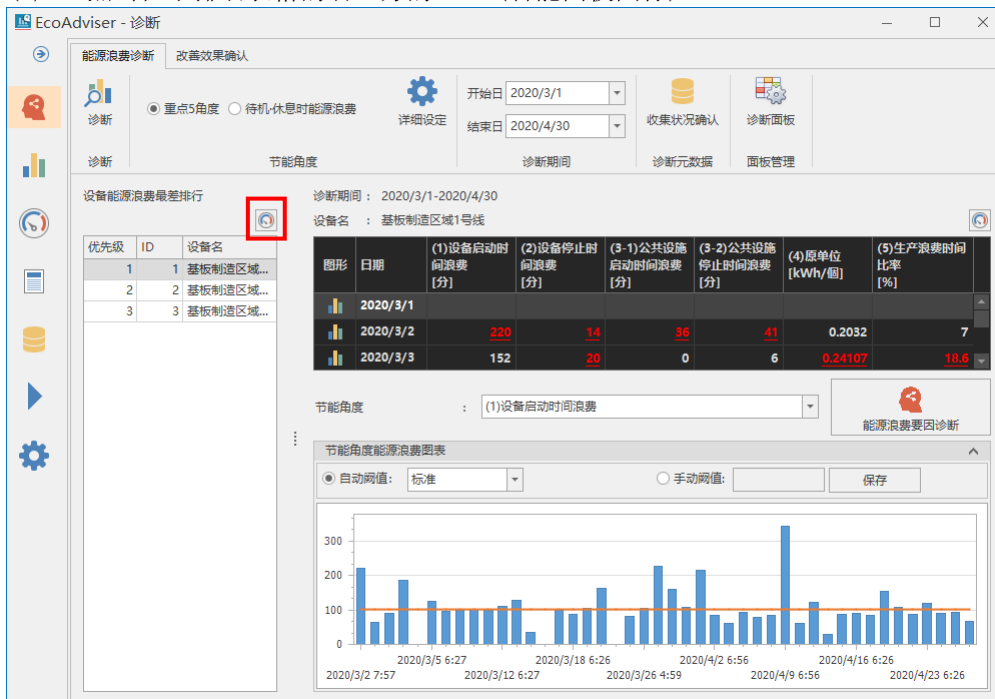 EcoAdviser - 诊断
能源浪费诊断 改善效果确认
诊断
重点5角度 待机·休息时能源浪费
详细设定
开始日 2020/3/1
结束日 2020/4/30
收集状况确认
诊断面板
诊断 节能角度 诊断期间 诊断元数据 面板管理
设备能源浪费最差排行
优先级 ID 设备名
1 1 基板制造区域...
2 2 基板制造区域...
3 3 基板制造区域...
诊断期间 : 2020/3/1-2020/4/30
设备名 : 基板制造区域1号线
图形 日期 (1)设备启动时间浪费 [分] (2)设备停止时间浪费 [分] (3-1)公共设施启动时间浪费 [分] (3-2)公共设施停止时间浪费 [分] (4)原单位 [kWh/個] (5)生产浪费时间比率 [%]
2020/3/1
2020/3/2 220 14 36 41 0.2032 7
2020/3/3 152 20 0 6 0.24107 18.6
节能角度 : (1)设备启动时间浪费
能源浪费要因诊断
节能角度能源浪费图表
自动阈值: 标准 手动阈值: 保存
300
200
100
0
2020/3/5 6:27 2020/3/18 6:26 2020/4/2 6:56 2020/4/16 6:26
2020/3/2 7:57 2020/3/12 6:27 2020/3/26 4:59 2020/4/9 6:56 2020/4/23 6:26